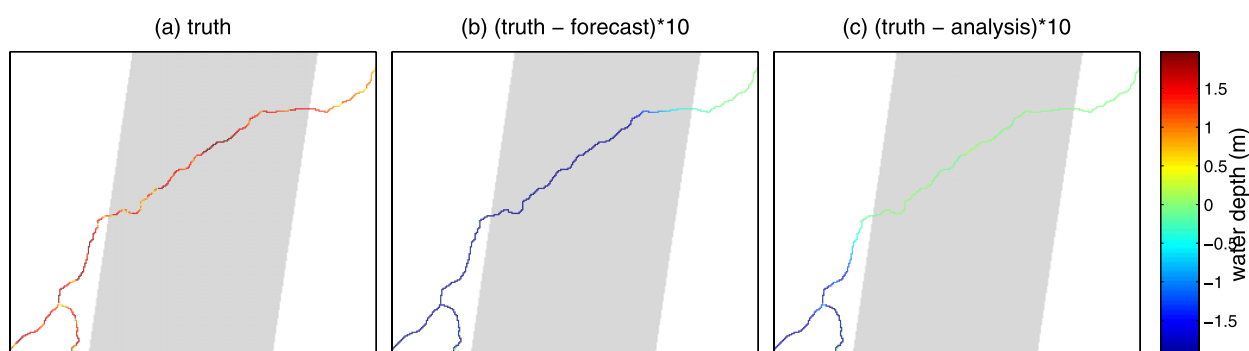 (a) truth
(b) (truth − forecast)*10
(c) (truth − analysis)*10
1.5
1
0.5
0
−0.5
−1
−1.5
water depth (m)